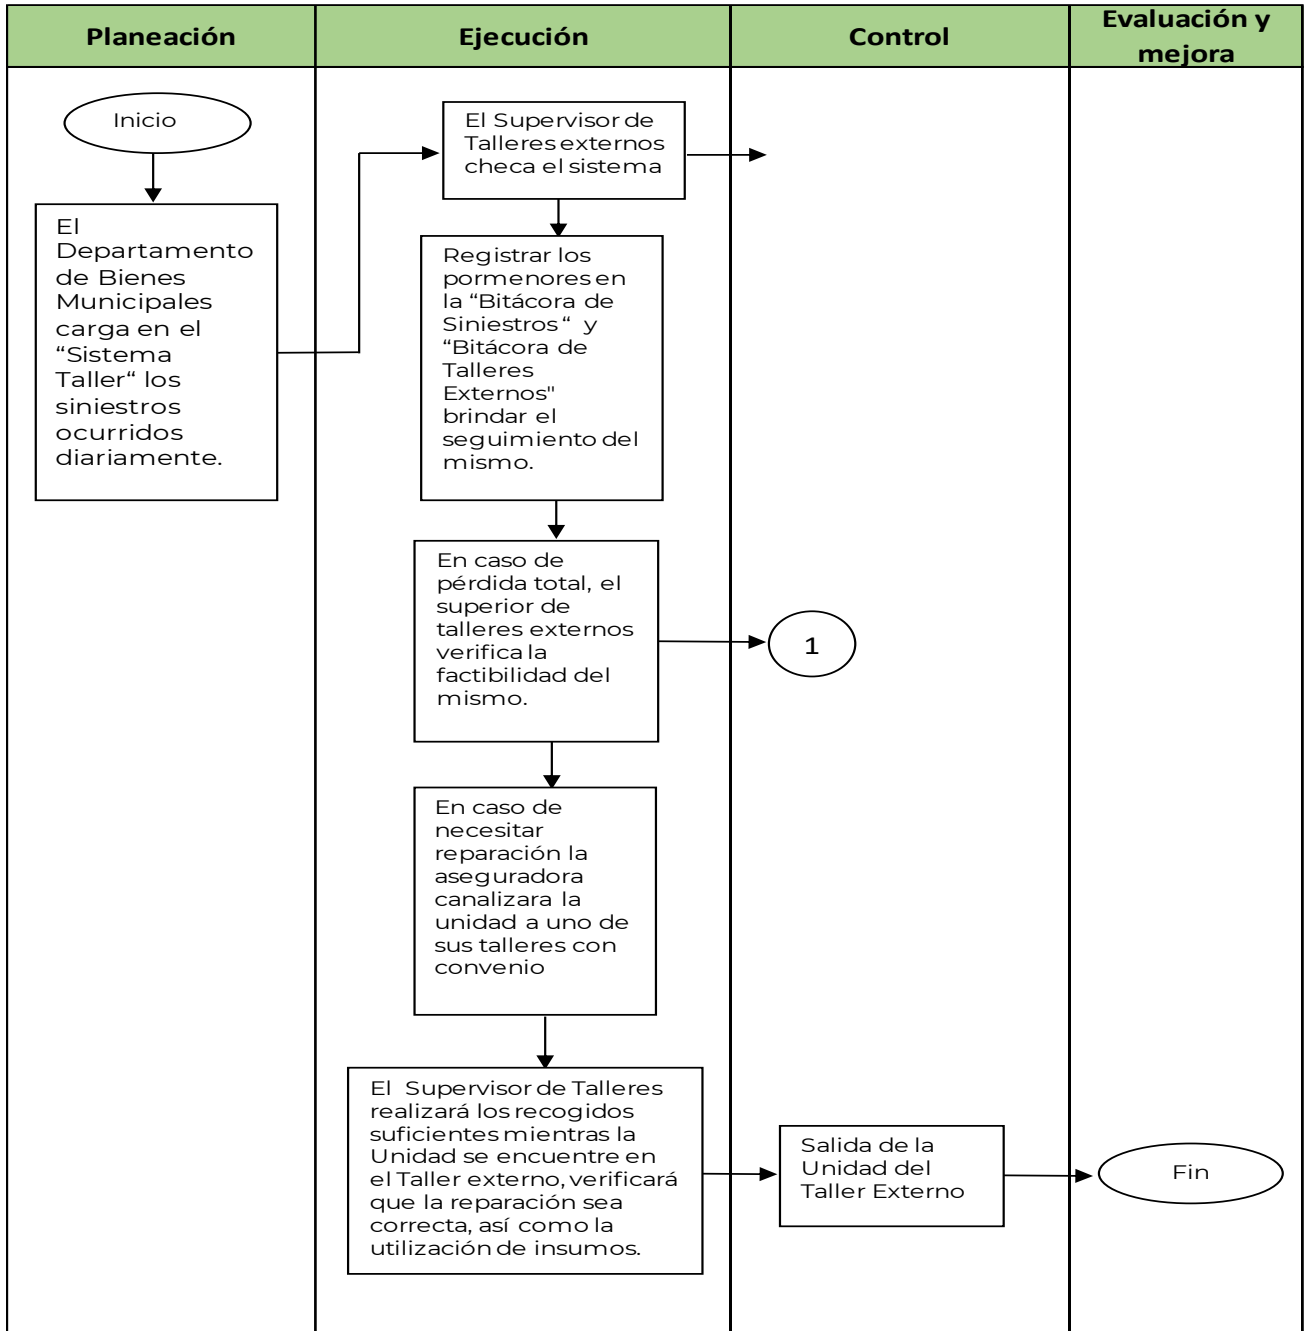 Planeación
Ejecución
Control
Evaluación y
mejora
Inicio
El
Departamento
de Bienes
Municipales
carga en el
“Sistema
Taller“ los
siniestros
ocurridos
diariamente.
El Supervisor de
Talleres externos
checa el sistema
Registrar los
pormenores en
la “Bitácora de
Siniestros“ y
“Bitácora de
Talleres
Externos"
brindar el
seguimiento del
mismo.
En caso de
pérdida total, el
superior de
talleres externos
verifica la
factibilidad del
mismo.
1
En caso de
necesitar
reparación la
aseguradora
canalizara la
unidad a uno de
sus talleres con
convenio
El Supervisor de Talleres
realizará los recogidos
suficientes mientras la
Unidad se encuentre en
el Taller externo, verificará
que la reparación sea
correcta, así como la
utilización de insumos.
Salida de la
Unidad del
Taller Externo
Fin